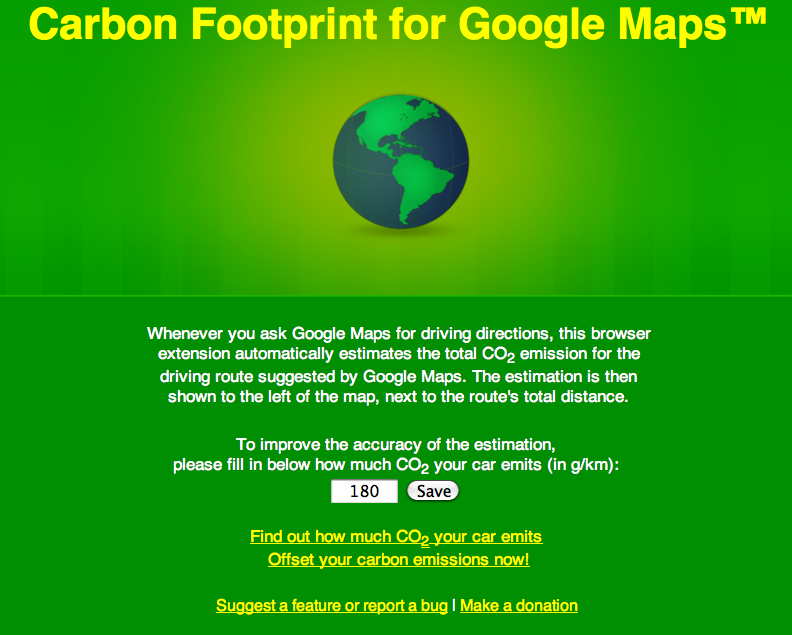 Carbon Footprint for Google Maps™
Whenever you ask Google Maps for driving directions, this browser
extension automatically estimates the total CO₂ emission for the
driving route suggested by Google Maps. The estimation is then
shown to the left of the map, next to the route's total distance.
To improve the accuracy of the estimation,
please fill in below how much CO₂ your car emits (in g/km):
180 Save
Find out how much CO₂ your car emits
Offset your carbon emissions now!
Suggest a feature or report a bug | Make a donation